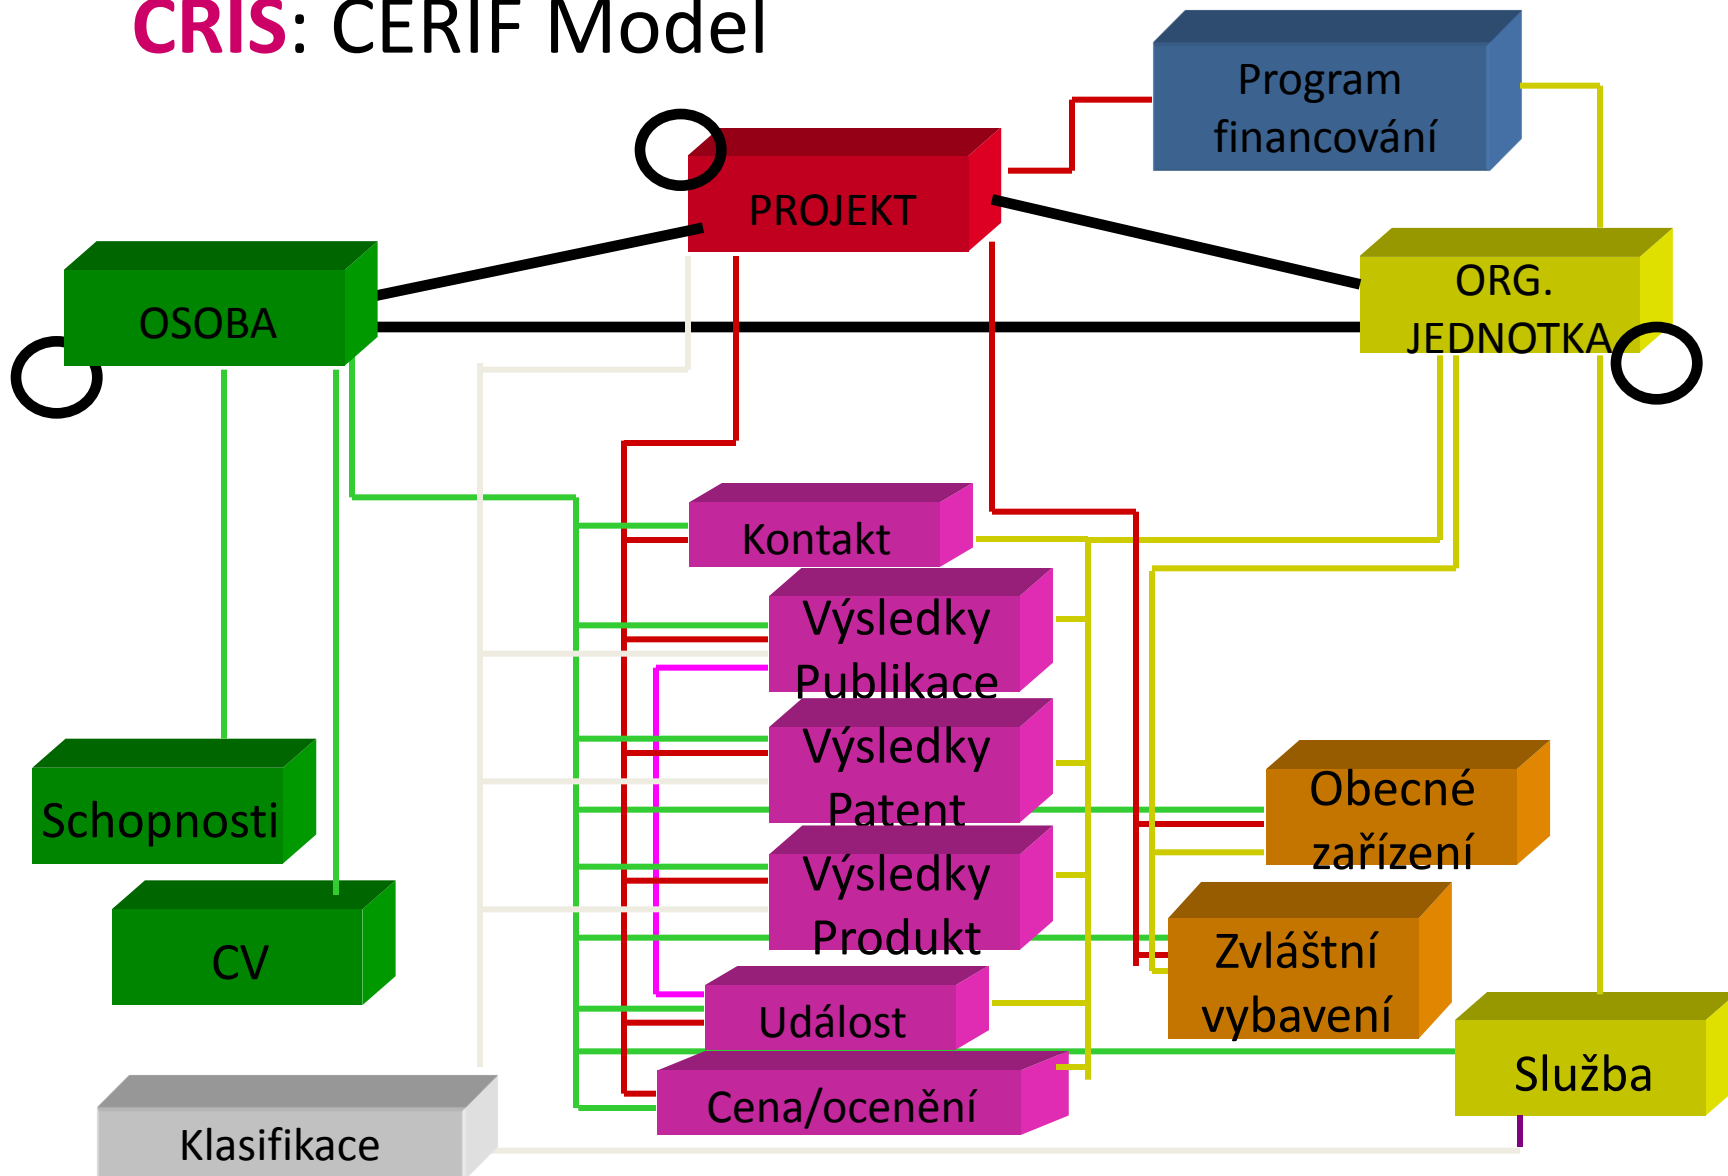 CRIS: CERIF Model
Program
financování
PROJEKT
ORG.
JEDNOTKA
OSOBA
Kontakt
Výsledky
Publikace
Výsledky
Patent
Obecné
zařízení
Schopnosti
Výsledky
Produkt
CV
Zvláštní
vybavení
Událost
Služba
Cena/ocenění
Klasifikace